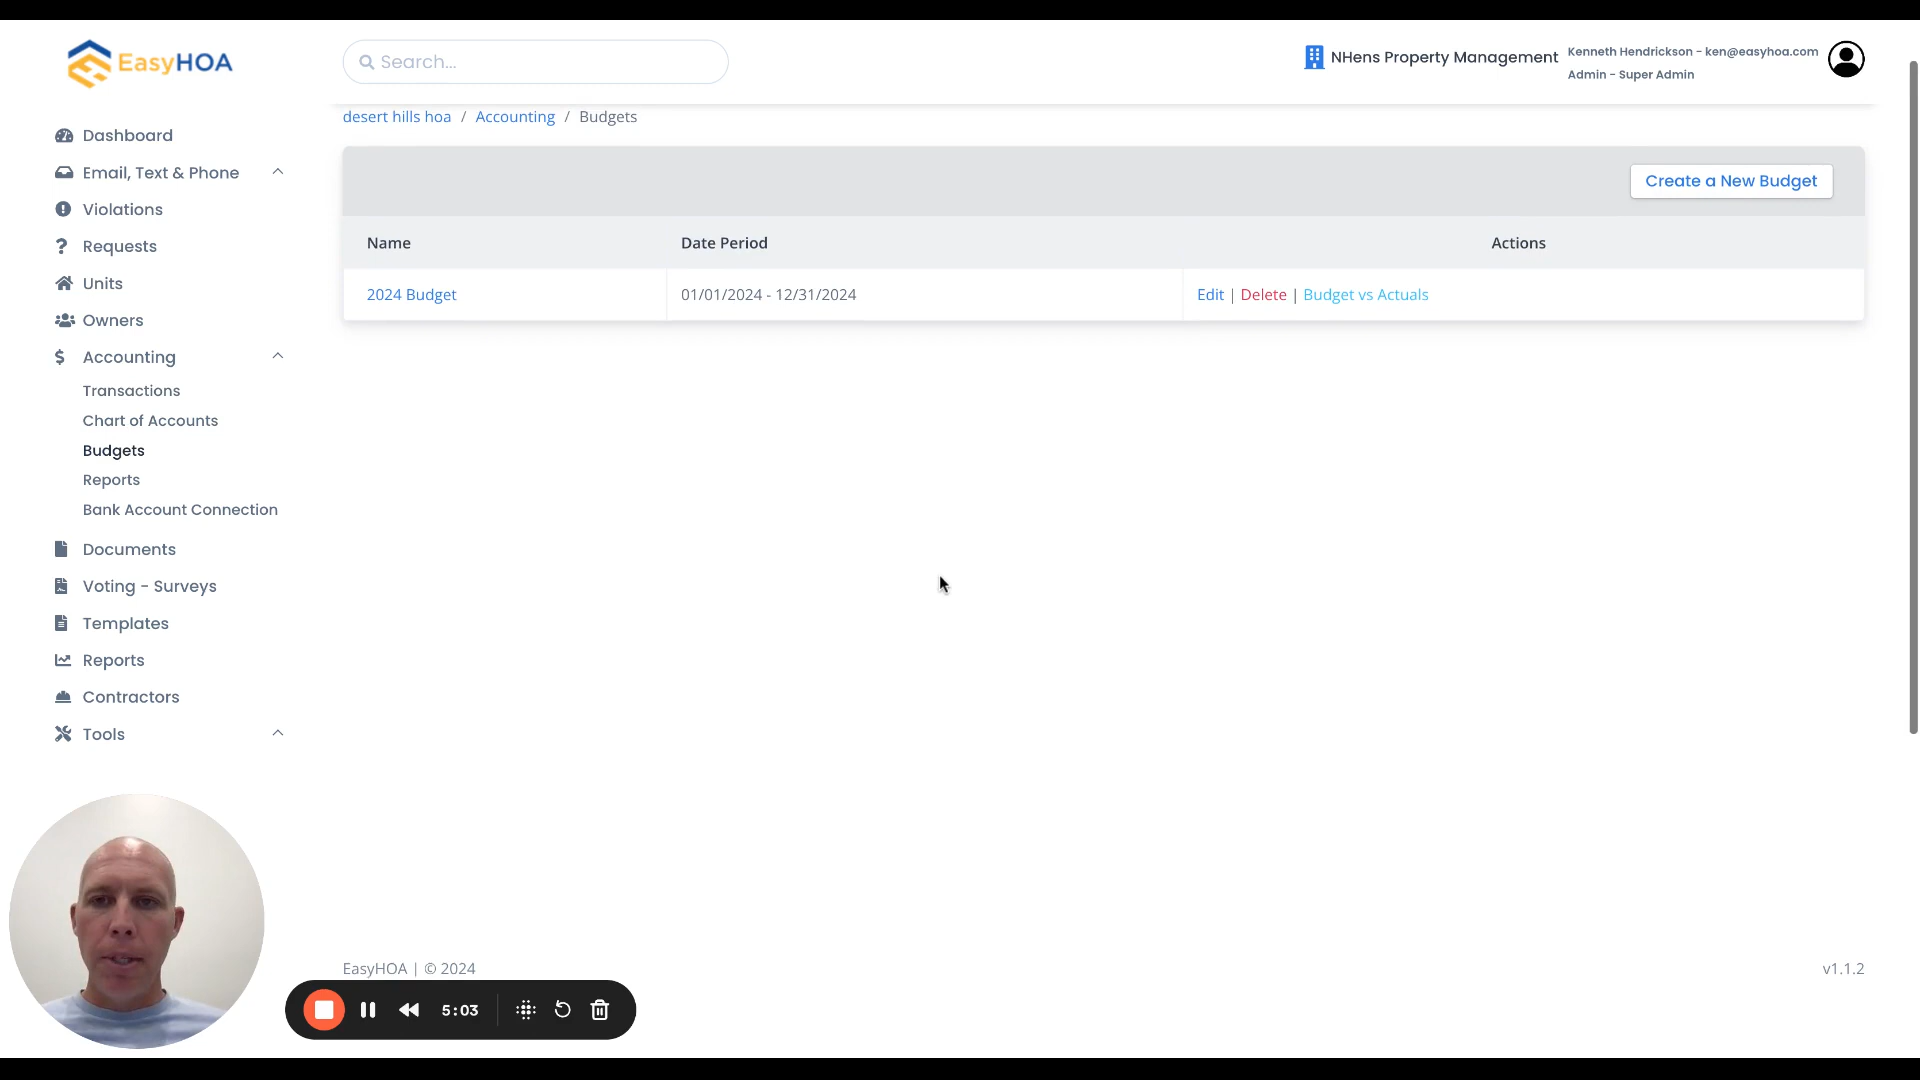 EasyHOA
Search...
NHens Property Management
Kenneth Hendrickson - ken@easyhoa.com
Admin - Super Admin
desert hills hoa / Accounting / Budgets
Dashboard
Email, Text & Phone
Violations
Requests
Units
Owners
Accounting
Transactions
Chart of Accounts
Budgets
Reports
Bank Account Connection
Documents
Voting - Surveys
Templates
Reports
Contractors
Tools
Create a New Budget
Name Date Period Actions
2024 Budget 01/01/2024 - 12/31/2024 Edit | Delete | Budget vs Actuals
EasyHOA | © 2024
v1.1.2
5:03